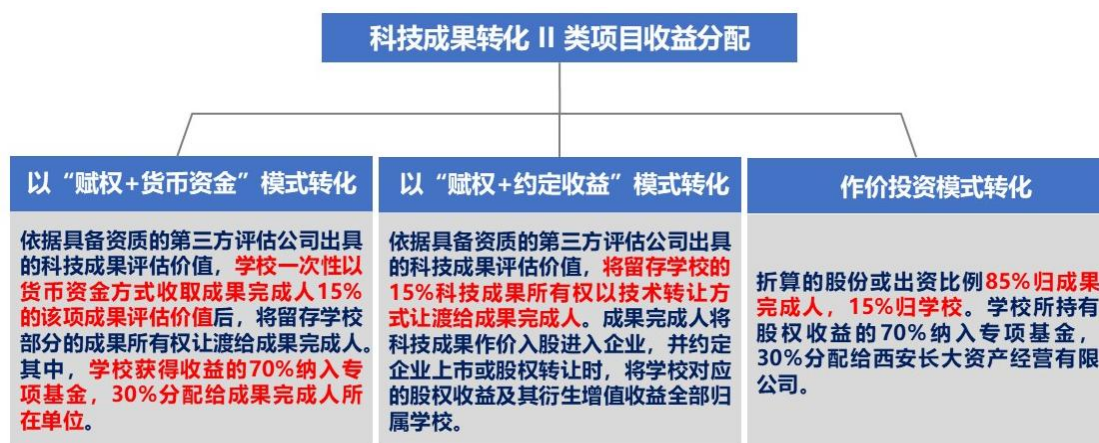 科技成果转化 II 类项目收益分配
以“赋权+货币资金”模式转化
依据具备资质的第三方评估公司出具
的科技成果评估价值，学校一次性以
货币资金方式收取成果完成人15%
的该项成果评估价值后，将留存学校
部分的成果所有权让渡给成果完成人。
其中，学校获得收益的70%纳入专
项基金，30%分配给成果完成人所
在单位。
以“赋权+约定收益”模式转化
依据具备资质的第三方评估公司出具
的科技成果评估价值，将留存学校的
15%科技成果所有权以技术转让方
式让渡给成果完成人。成果完成人将
科技成果作价入股进入企业，并约定
企业上市或股权转让时，将学校对应
的股权收益及其衍生增值收益全部归
属学校。
作价投资模式转化
折算的股份或出资比例85%归成果
完成人，15%归学校。学校所持有
股权收益的70%纳入专项基金，
30%分配给西安长大资产经营有限
公司。